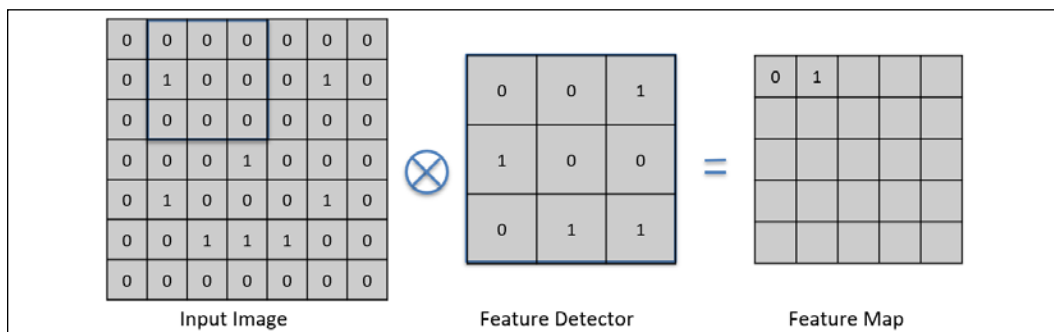 0 0 0 0 0 0 0
0 1 0 0 0 1 0
0 0 0 0 0 0 0
0 0 0 1 0 0 0
0 1 0 0 0 1 0
0 0 1 1 1 0 0
0 0 0 0 0 0 0
Input Image
0 0 1
1 0 0
0 1 1
Feature Detector
=
0 1
Feature Map